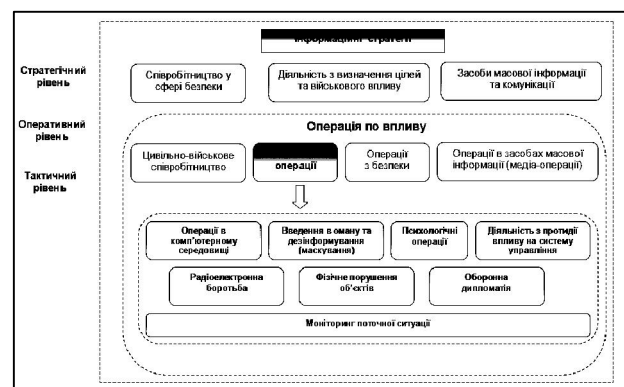 Інформаційні стратегії
Стратегічний
рівень
Співробітництво у
сфері безпеки
Діяльність з визначення цілей
та військового впливу
Засоби масової інформації
та комунікації
Оперативний
рівень
Операція по впливу
Тактичний
рівень
Цивільно-військове
співробітництво
операції
Операції
з безпеки
Операції в засобах масової
інформації (медіа-операції)
Операції в
комп'ютерному
середовищі
Введення в оману та
дезінформування
(маскування)
Психологічні
операції
Діяльність з протидії
впливу на систему
управління
Радіоелектронна
боротьба
Фізичне порушення
об'єктів
Оборонна
дипломатія
Моніторинг поточної ситуації